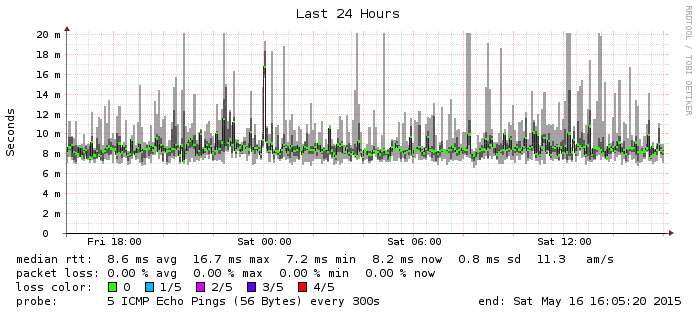 Last 24 Hours
RRDTOOL / TOBI OETIKER
Seconds
20 m
18 m
16 m
14 m
12 m
10 m
8 m
6 m
4 m
2 m
0
Fri 18:00 Sat 00:00 Sat 06:00 Sat 12:00
median rtt: 8.6 ms avg 16.7 ms max 7.2 ms min 8.2 ms now 0.8 ms sd 11.3 am/s
packet loss: 0.00 % avg 0.00 % max 0.00 % min 0.00 % now
loss color: 0 1/5 2/5 3/5 4/5
probe: 5 ICMP Echo Pings (56 Bytes) every 300s end: Sat May 16 16:05:20 2015